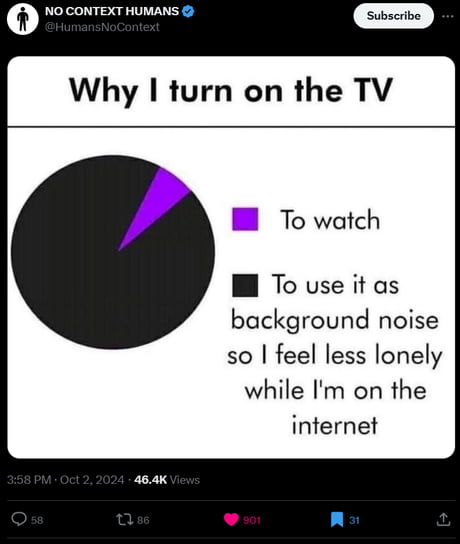 NO CONTEXT HUMANS
Subscribe
@HumansNoContext
Why I turn on the TV
To watch
To use it as
background noise
so I feel less lonely
while I'm on the
internet
3:58 PM · Oct 2, 2024 · 46.4K Views
58 86 901 31